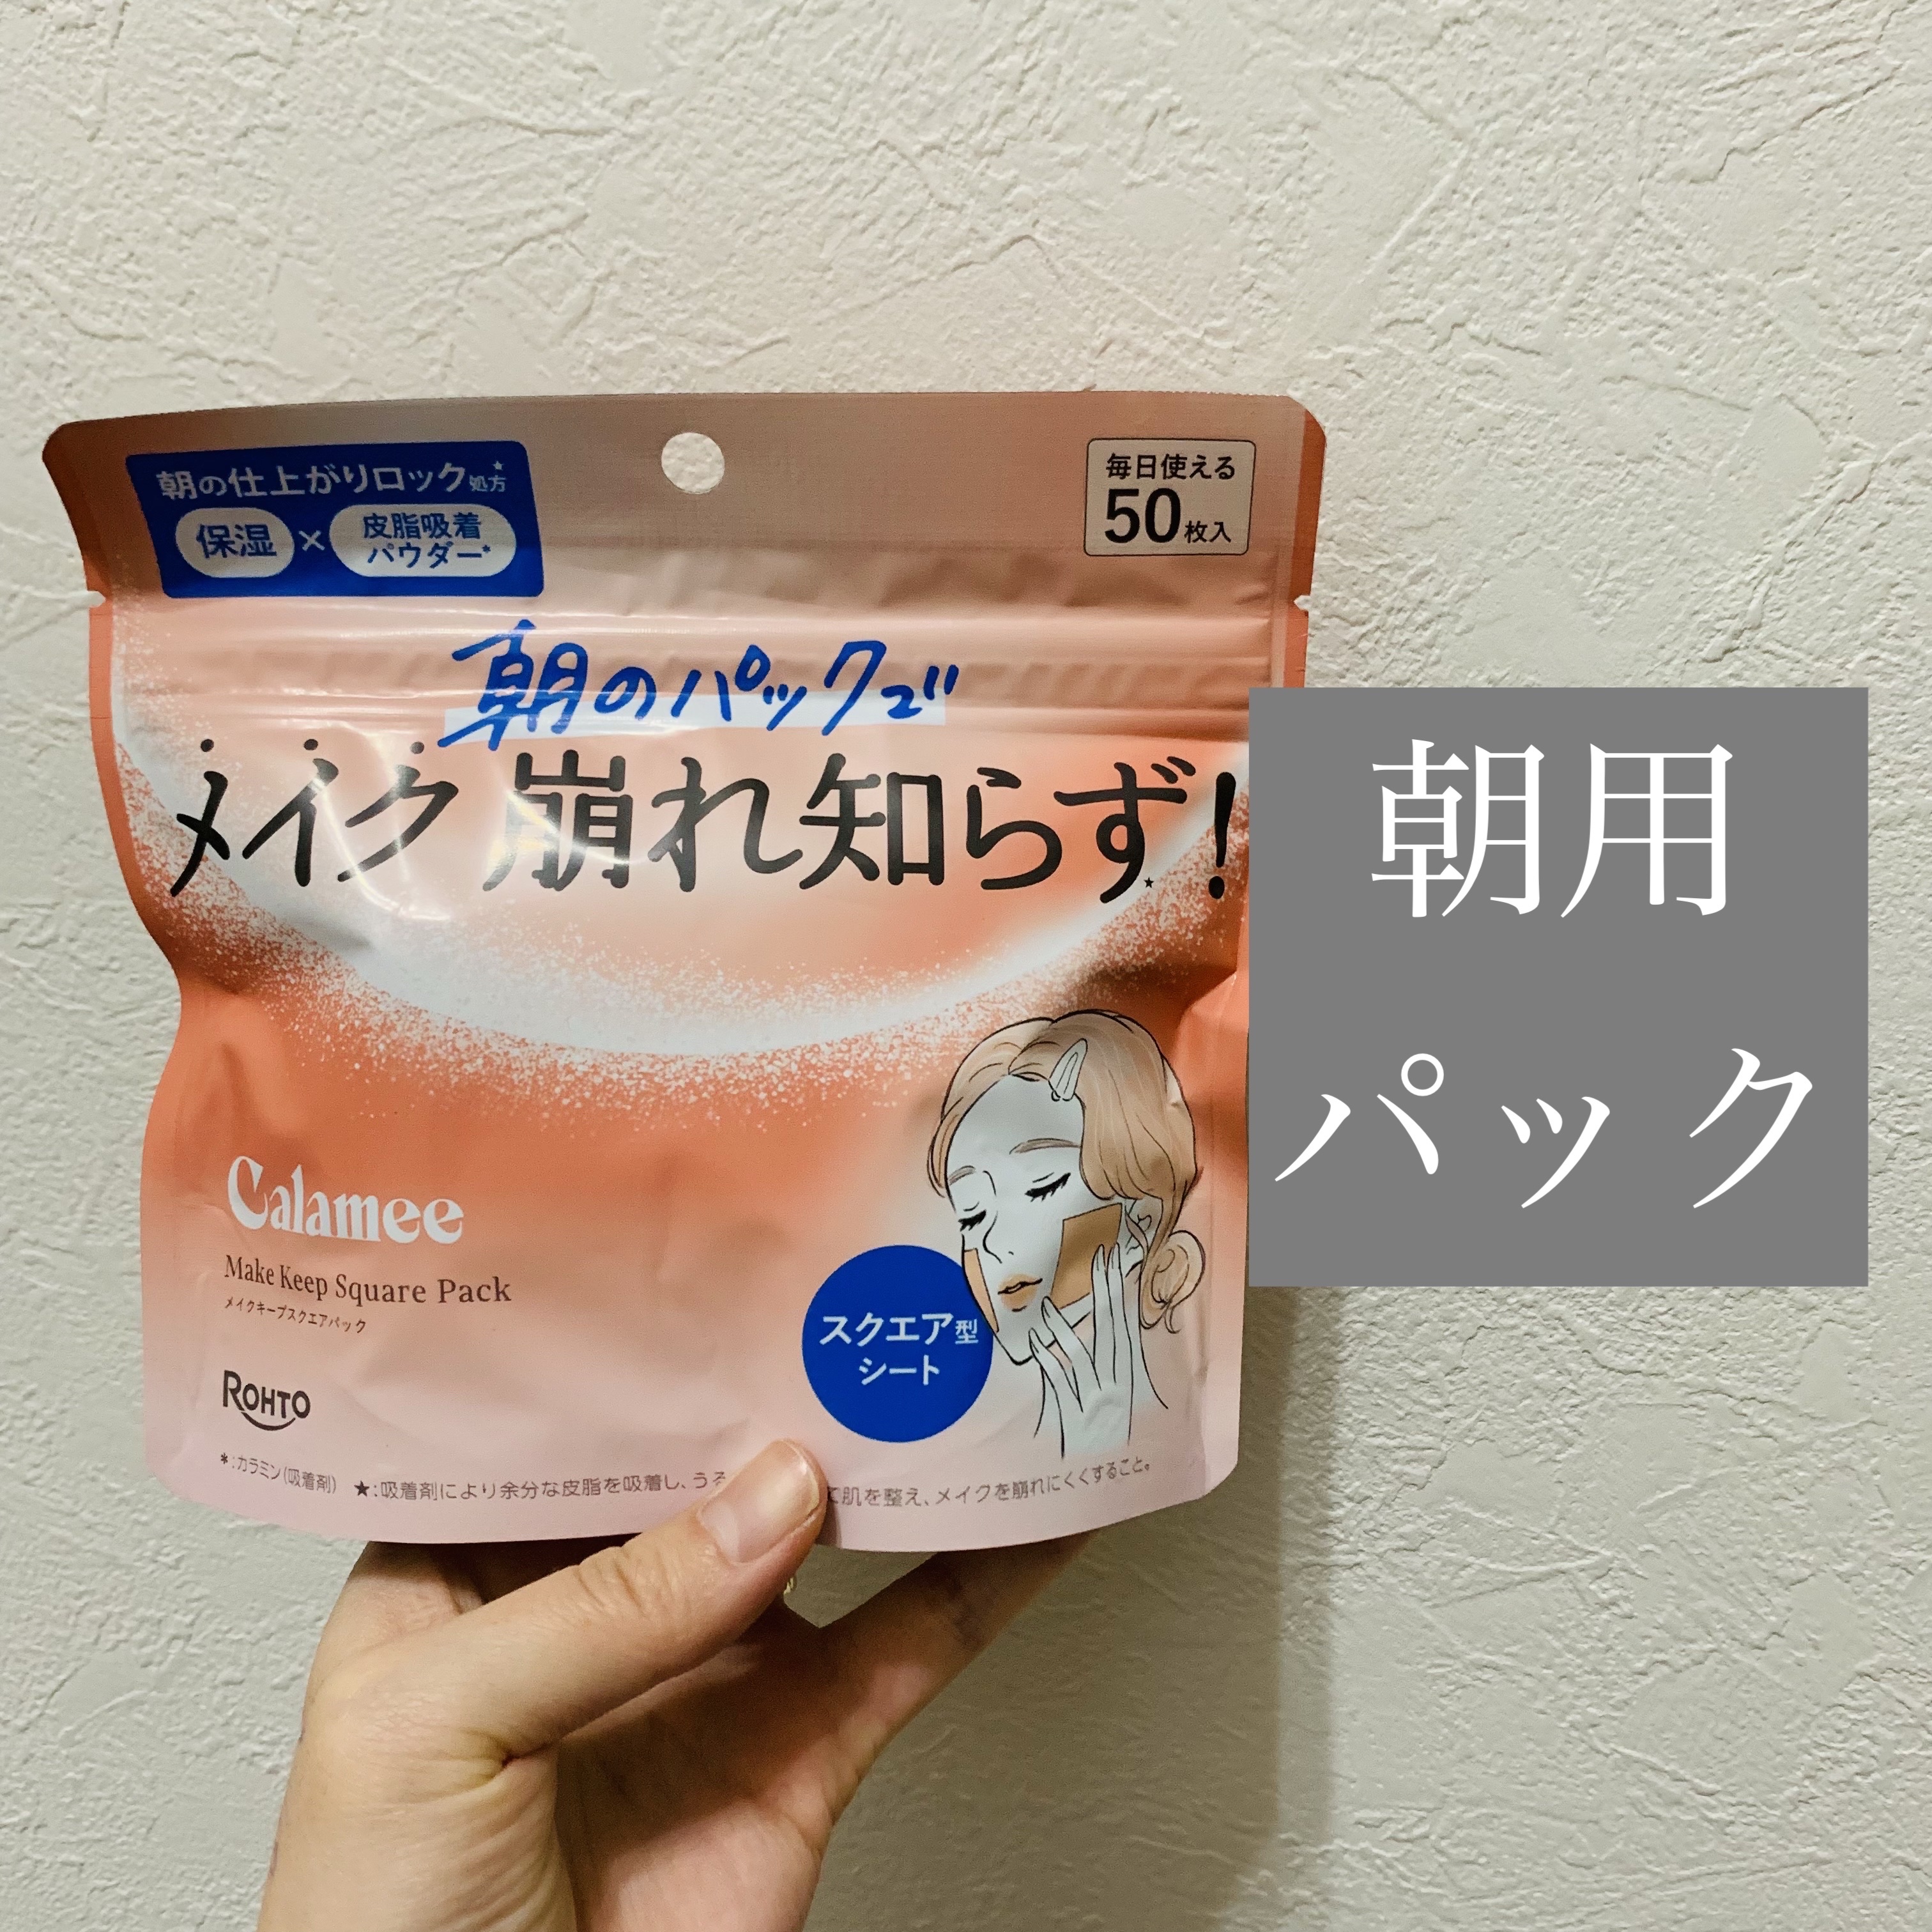 朝の仕上がりロック処方★
保湿×皮脂吸着パウダー*
毎日使える
50枚入
朝のパックで
メイク崩れ知らず!
★
朝用
パック
Calamee
Make Keep Square Pack
メイクキープスクエアパック
スクエア型
シート
ROHTO
*:カラミン(吸着剤) ★:吸着剤により余分な皮脂を吸着し、うる て肌を整え、メイクを崩れにくくすること。